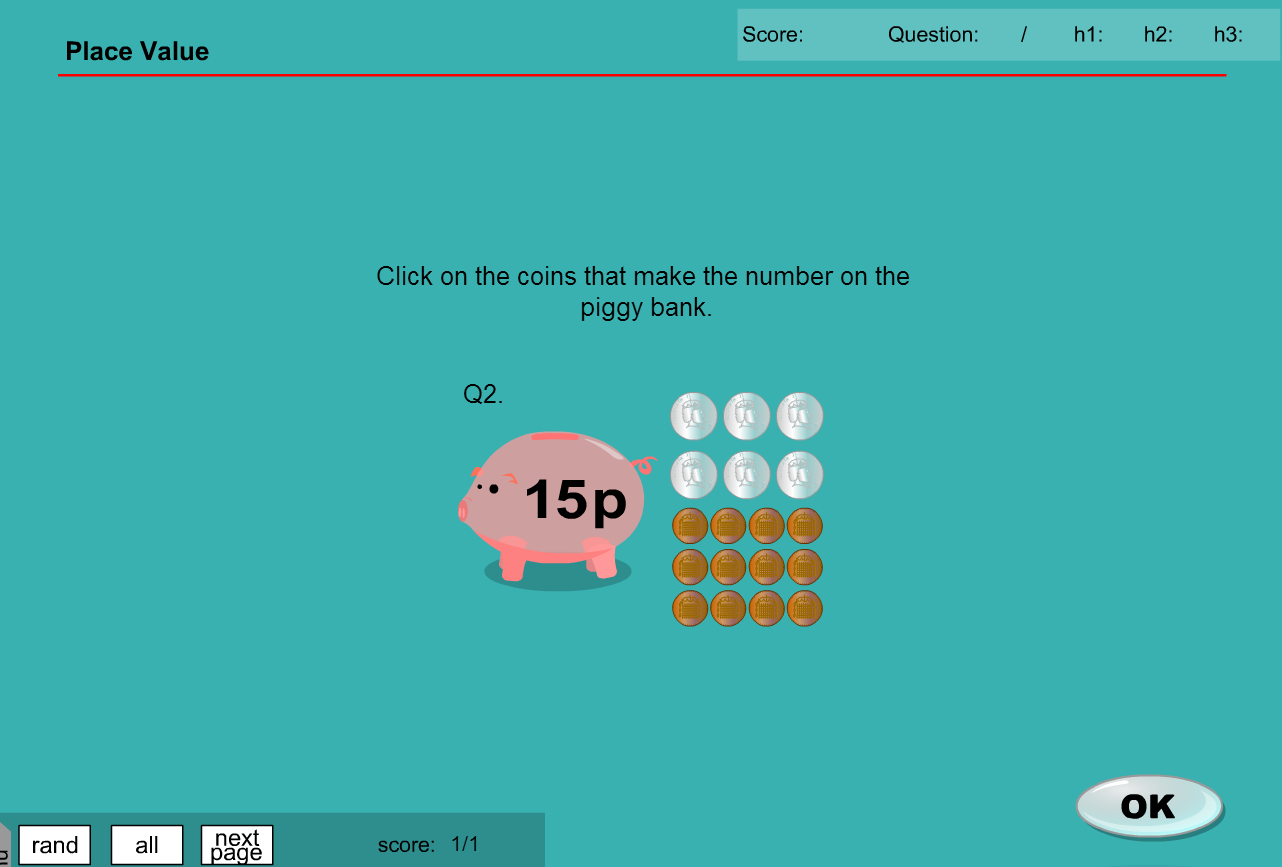 Place Value
Score: Question: / h1: h2: h3:
Click on the coins that make the number on the
piggy bank.
Q2.
15p
OK
rand
all
next
page
score: 1/1